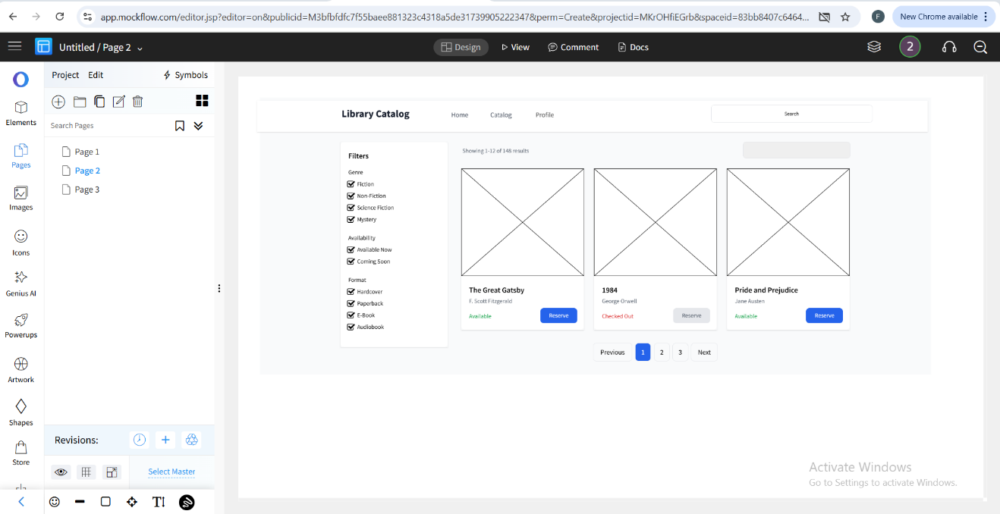 app.mockflow.com/editor.jsp?editor=on&publicid=M3bfbfdfc7f55baee881323c4318a5de31739905222347&perm=Create&projectid=MKrOHfiEGrb&spaceid=83bb8407c6464...
F
New Chrome available
Untitled / Page 2
Design
View
Comment
Docs
2
Project Edit Symbols
Elements
Search Pages
Pages
Page 1
Page 2
Page 3
Images
Icons
Genius AI
Powerups
Artwork
Shapes
Store
Revisions:
Select Master
T
Library Catalog
Home Catalog Profile
Search
Filters
Genre
Fiction
Non-Fiction
Science Fiction
Mystery
Availability
Available Now
Coming Soon
Format
Hardcover
Paperback
E-Book
Audiobook
Showing 1-12 of 148 results
The Great Gatsby
F. Scott Fitzgerald
Available Reserve
1984
George Orwell
Checked Out Reserve
Pride and Prejudice
Jane Austen
Available Reserve
Previous 1 2 3 Next
Activate Windows
Go to Settings to activate Windows.